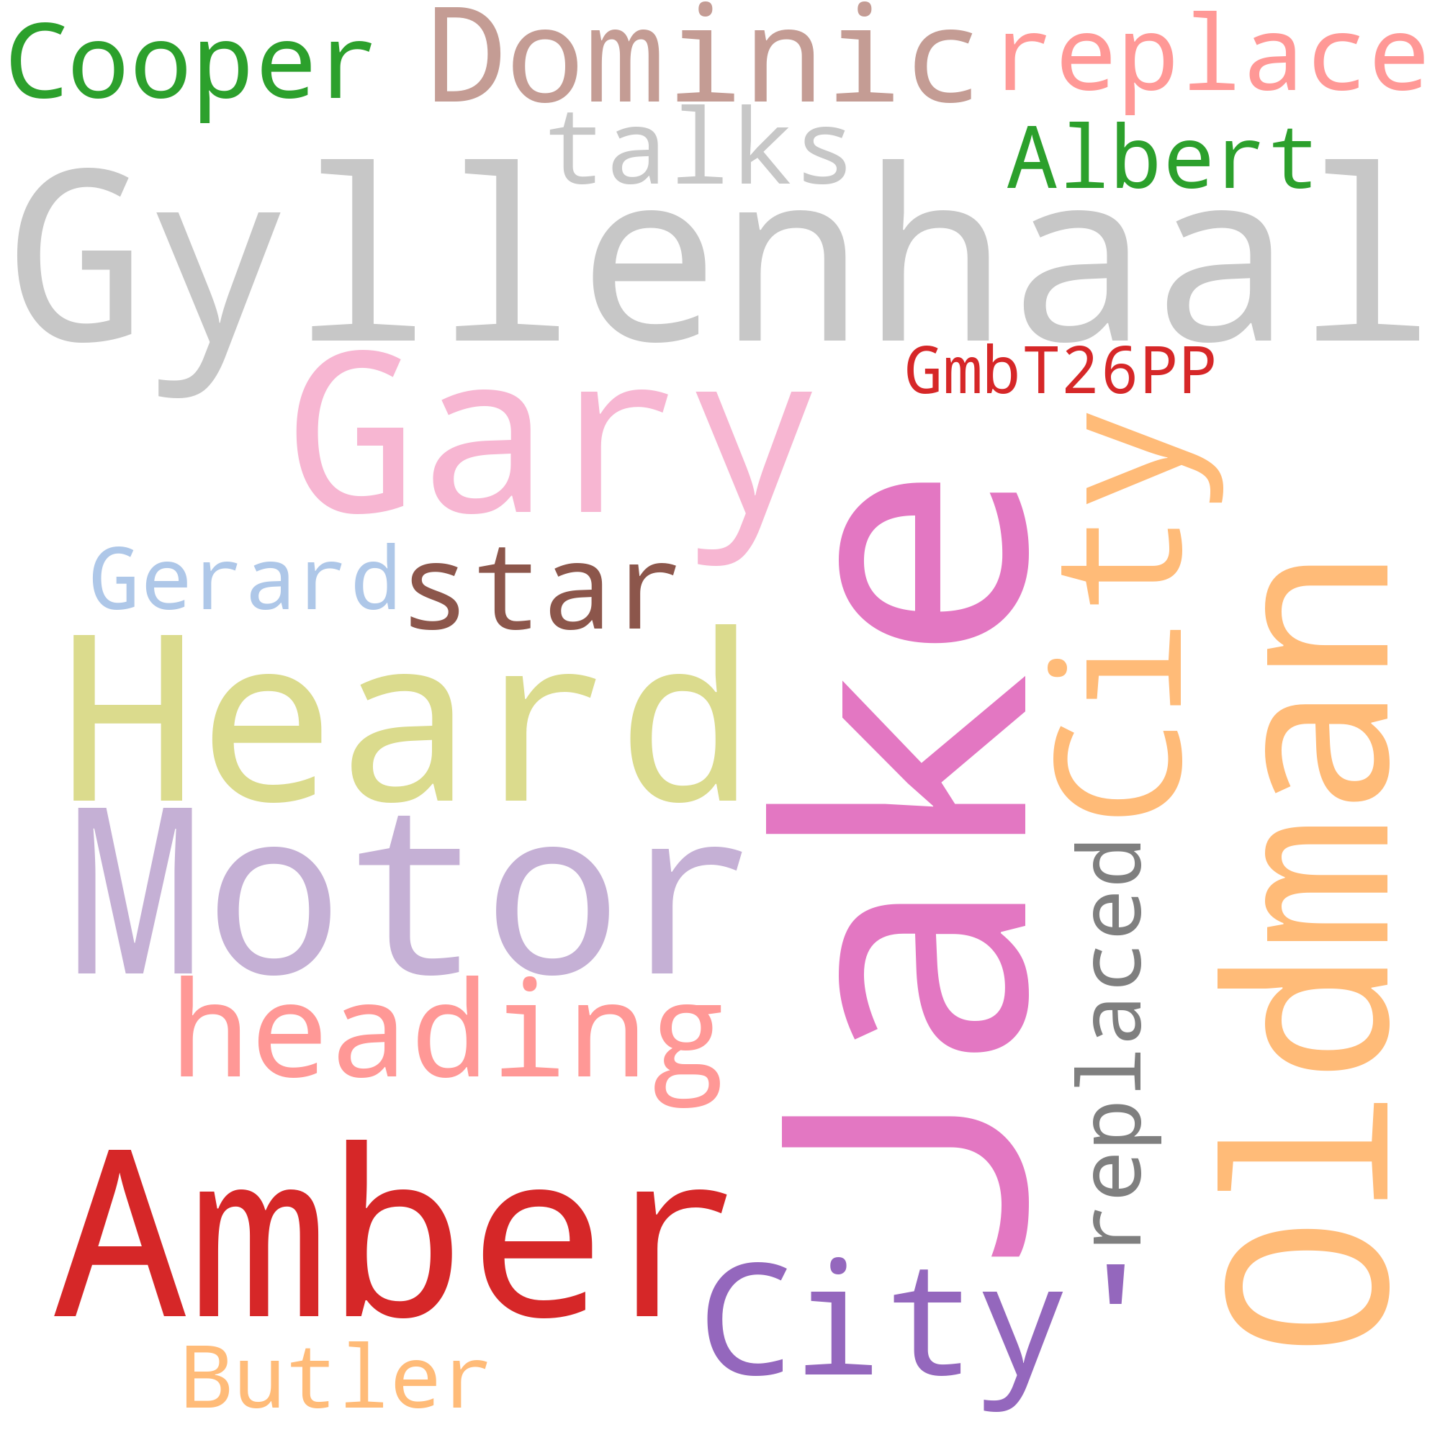 Cooper
Dominic
replace
talks
Albert
Gyllenhaal
GmbT26PP
Gary
City
Jake
Gerard
star
Oldman
Heard
Motor
replaced
heading
Amber
City'
Butler